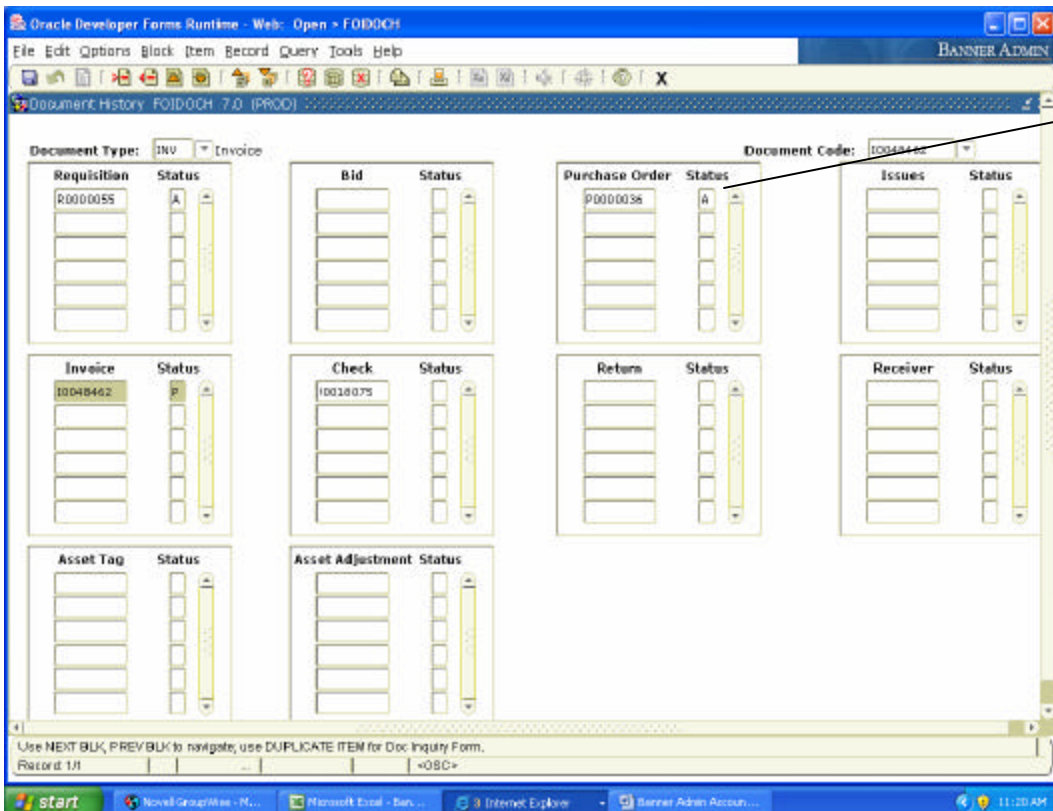 Oracle Developer Forms Runtime - Web: Open > FOIDOCH
File Edit Options Block Item Record Query Tools Help
BANNER ADMIN
X
Document History FOIDOCH 7.0 (PROD)
Document Type: INV Invoice Document Code: I0048462
Requisition Status Bid Status Purchase Order Status Issues Status
R0000055 A P0000036 A
Invoice Status Check Status Return Status Receiver Status
I0048462 P I0018075
Asset Tag Status Asset Adjustment Status
Use NEXT BLK, PREV BLK to navigate; use DUPLICATE ITEM for Doc Inquiry Form.
Record: 1/1 ... <OSC>
start Novell GroupWise - M... Microsoft Excel - Ban... 3 Internet Explorer Banner Admin Accoun... 11:20 AM